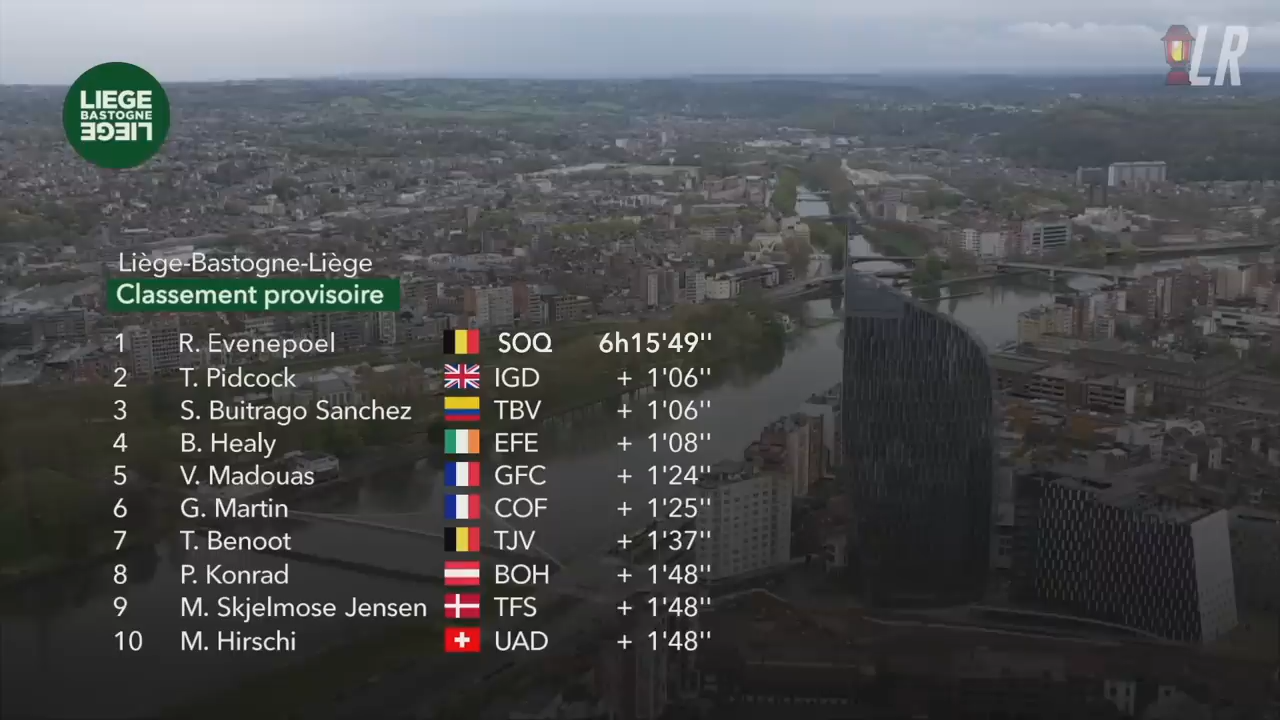 LR
LIEGE
BASTOGNE
LIEGE
Liège-Bastogne-Liège
Classement provisoire
1 R. Evenepoel SOQ 6h15'49''
2 T. Pidcock IGD + 1'06''
3 S. Buitrago Sanchez TBV + 1'06''
4 B. Healy EFE + 1'08''
5 V. Madouas GFC + 1'24''
6 G. Martin COF + 1'25''
7 T. Benoot TJV + 1'37''
8 P. Konrad BOH + 1'48''
9 M. Skjelmose Jensen TFS + 1'48''
10 M. Hirschi UAD + 1'48''